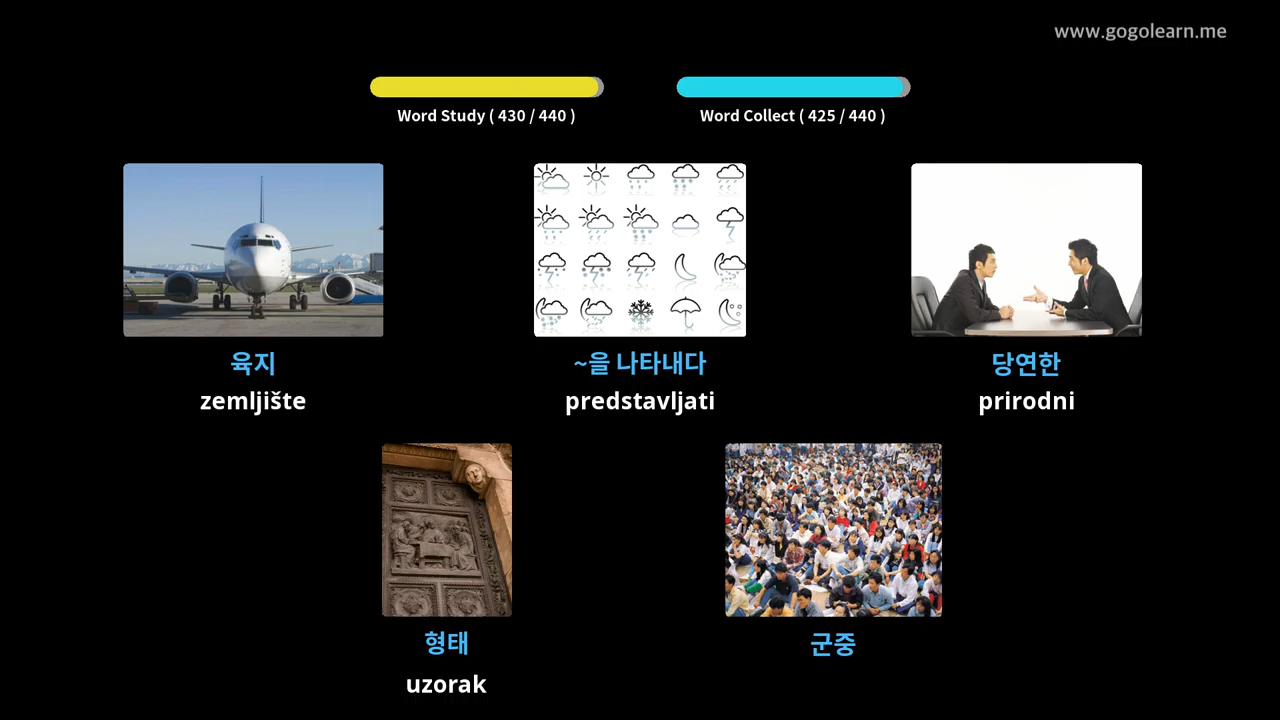 www.gogolearn.me
Word Study ( 430 / 440 )
Word Collect ( 425 / 440 )
육지
~을 나타내다
당연한
zemljište
predstavljati
prirodni
형태
군중
uzorak